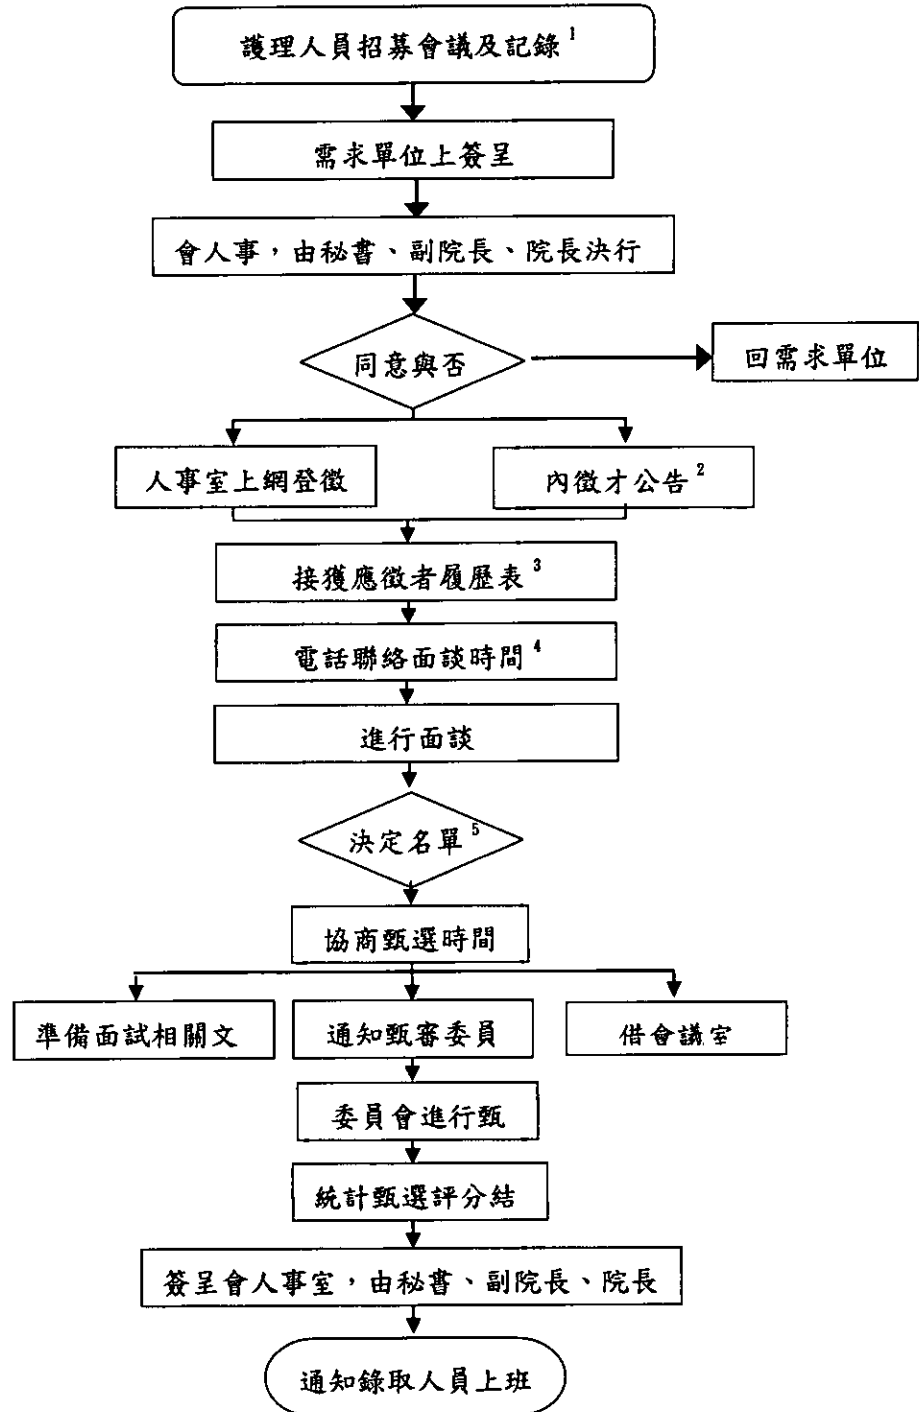 護理人員招募會議及記錄 1
需求單位上簽呈
會人事，由秘書、副院長、院長決行
同意與否
回需求單位
人事室上網登徵
內徵才公告 2
接獲應徵者履歷表 3
電話聯絡面談時間 4
進行面談
決定名單 5
協商甄選時間
準備面試相關文
通知甄審委員
借會議室
委員會進行甄
統計甄選評分結
簽呈會人事室，由秘書、副院長、院長
通知錄取人員上班